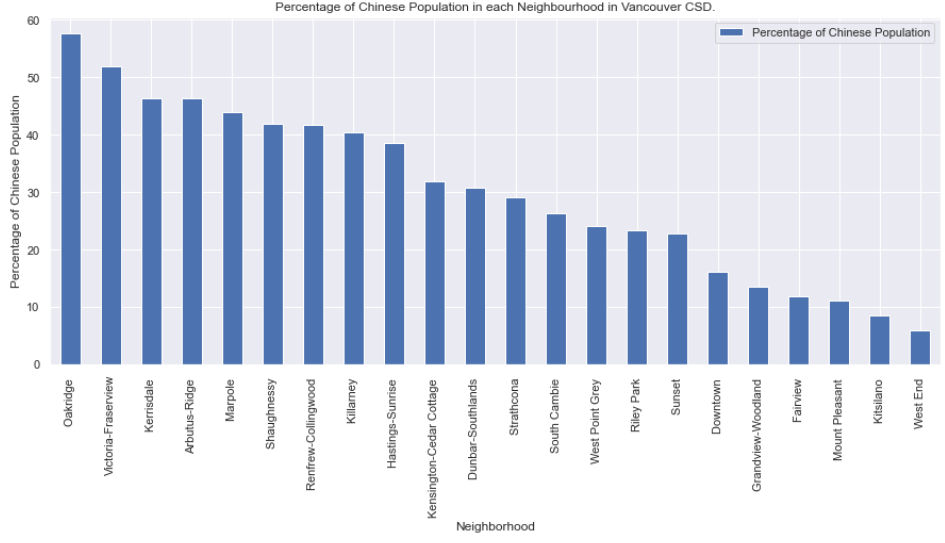 Percentage of Chinese Population in each Neighbourhood in Vancouver CSD.
Percentage of Chinese Population
Percentage of Chinese Population
60
50
40
30
20
10
0
Oakridge
Victoria-Fraserview
Kerrisdale
Arbutus-Ridge
Marpole
Shaughnessy
Renfrew-Collingwood
Killarney
Hastings-Sunrise
Kensington-Cedar Cottage
Dunbar-Southlands
Strathcona
South Cambie
West Point Grey
Riley Park
Sunset
Downtown
Grandview-Woodland
Fairview
Mount Pleasant
Kitsilano
West End
Neighborhood